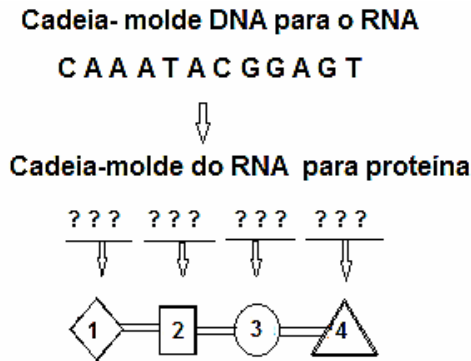 Cadeia- molde DNA para o RNA
C A A A T A C G G A G T
Cadeia-molde do RNA para proteína
? ? ? ? ? ? ? ? ? ? ? ?
1 2 3 4